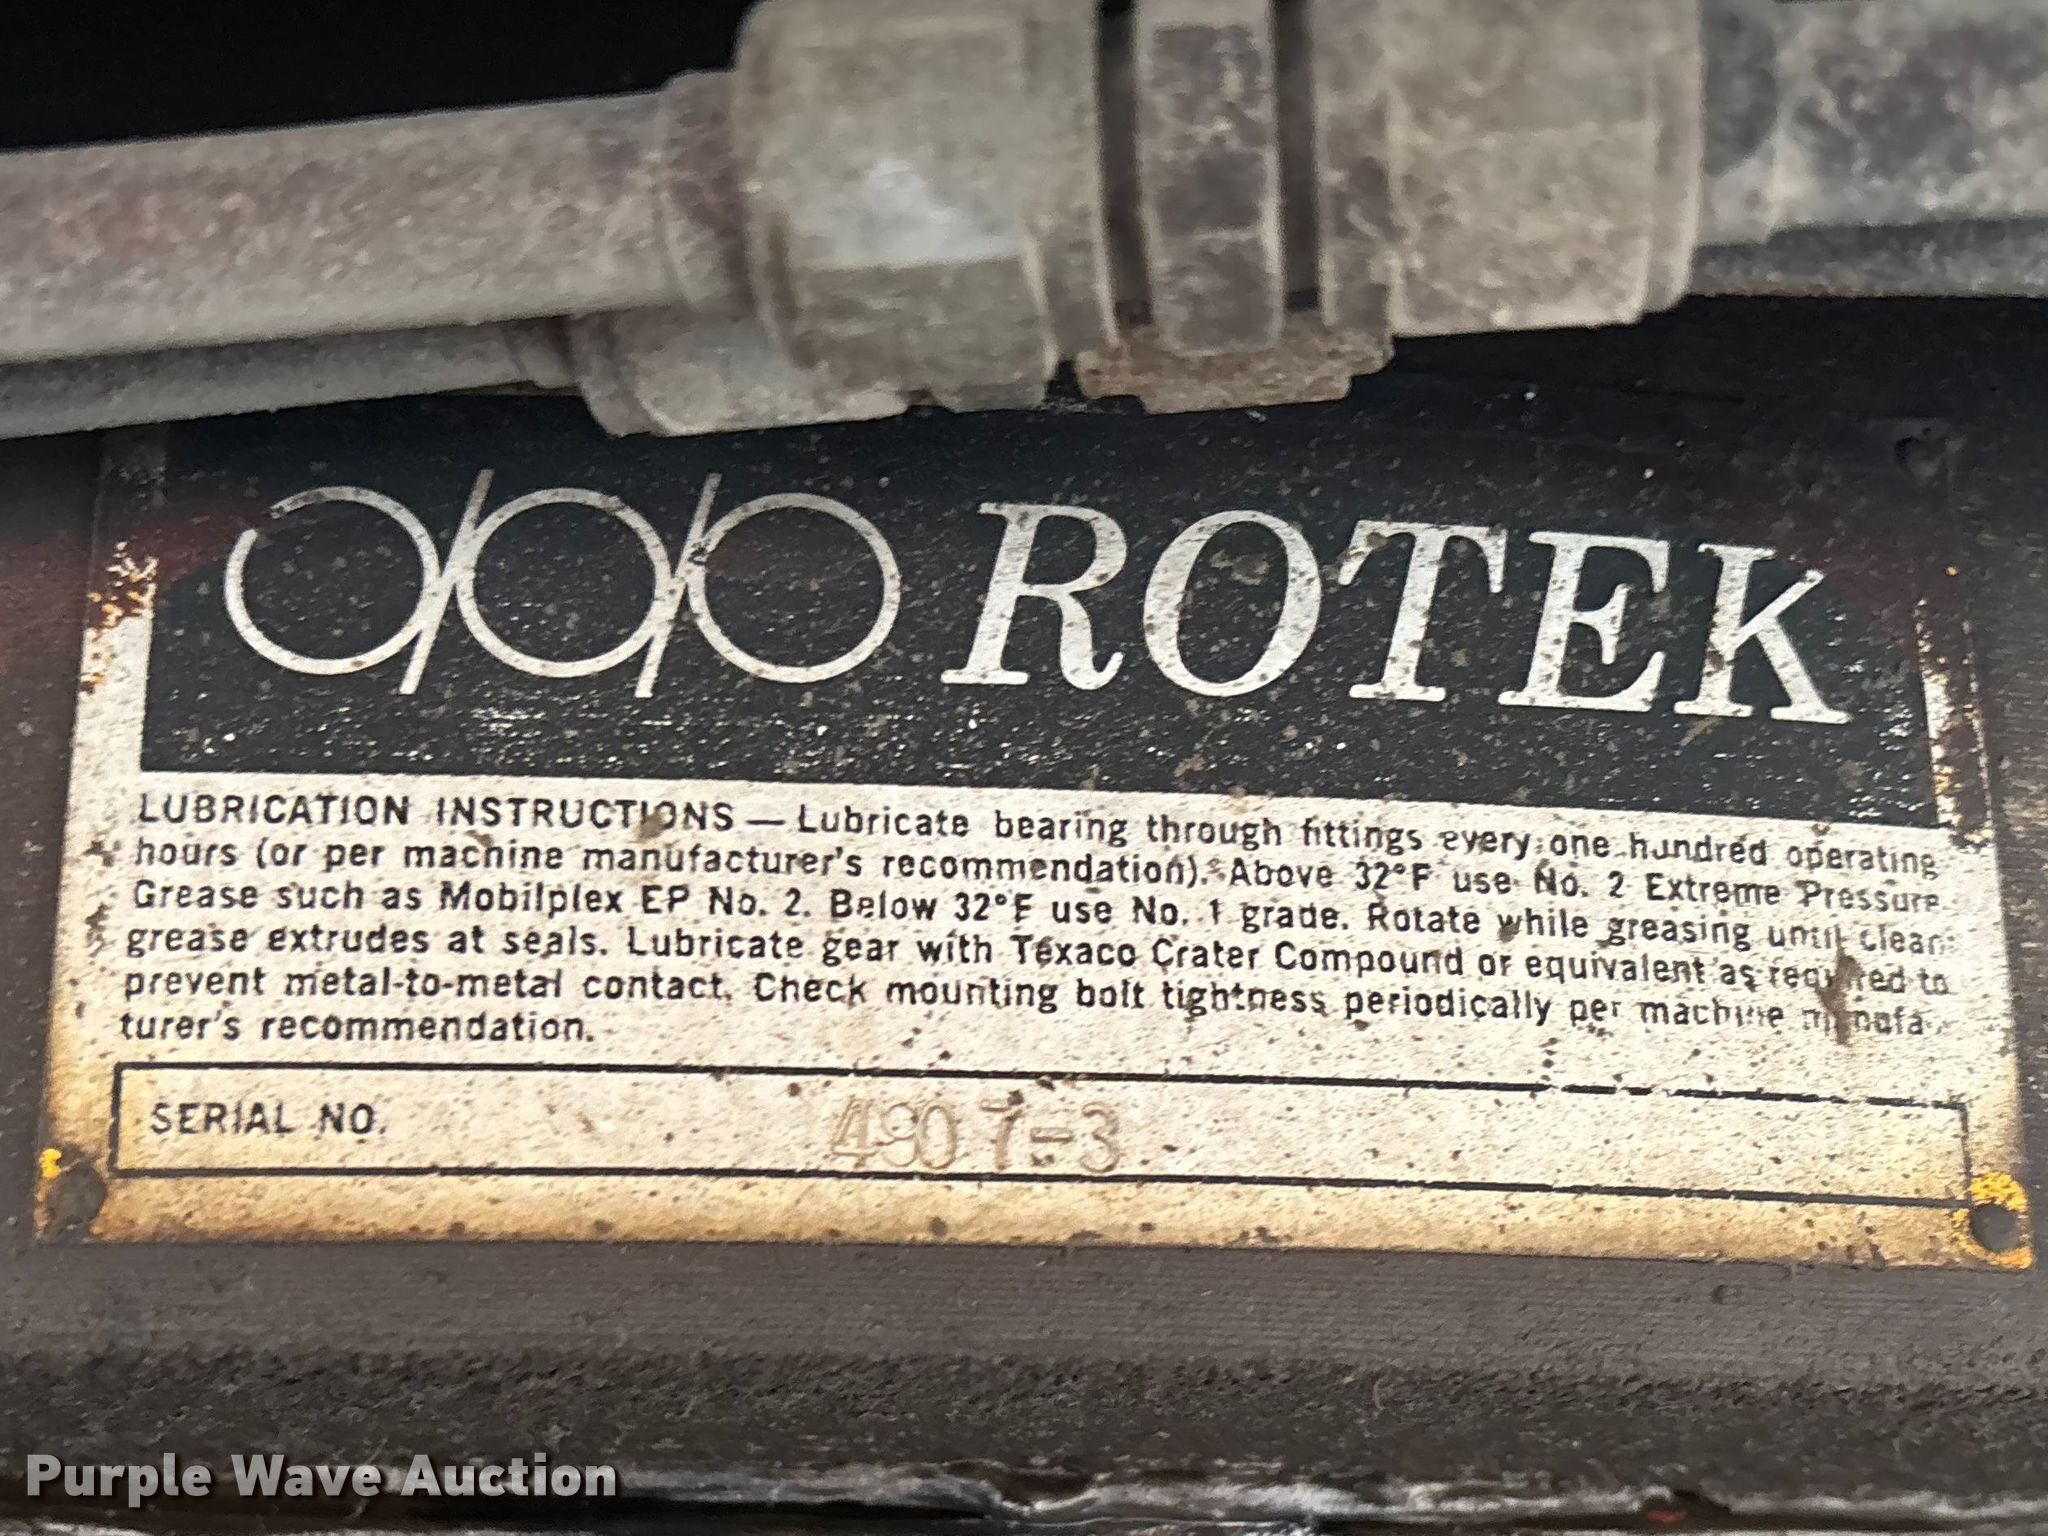 ROTEK
LUBRICATION INSTRUCTIONS — Lubricate bearing through fittings every one hundred operating
hours (or per machine manufacturer's recommendation). Above 32°F use No. 2 Extreme Pressure
Grease such as Mobilplex EP No. 2. Below 32°F use No. 1 grade. Rotate while greasing until clean
grease extrudes at seals. Lubricate gear with Texaco Crater Compound or equivalent as required to
prevent metal-to-metal contact. Check mounting bolt tightness periodically per machine manufac-
turer's recommendation.
SERIAL NO. 4907-3
Purple Wave Auction